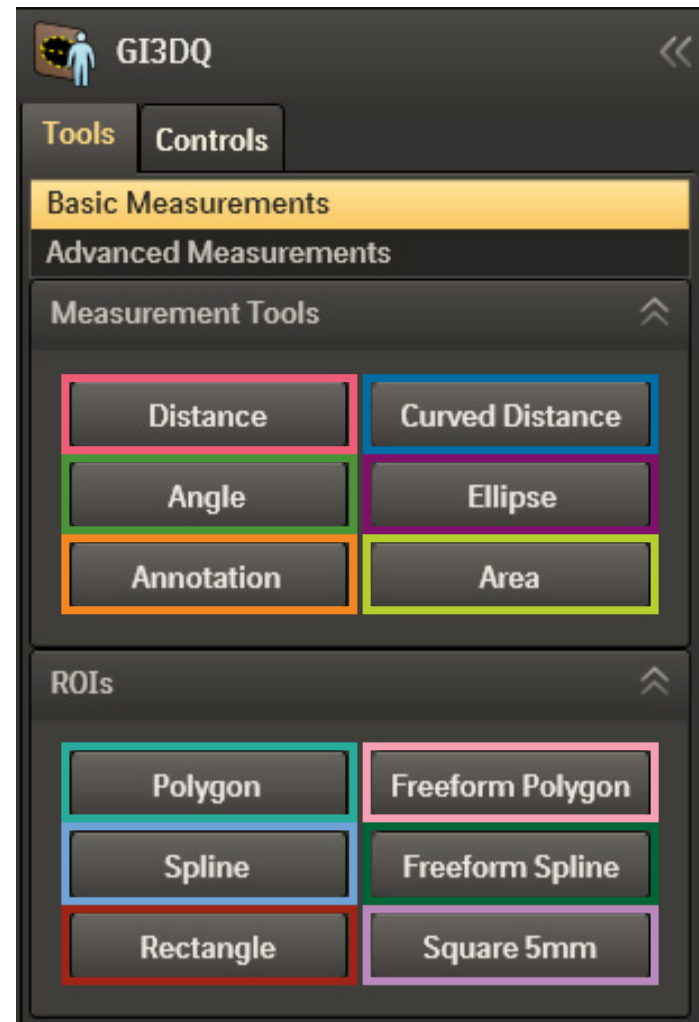 GI3DQ
Tools Controls
Basic Measurements
Advanced Measurements
Measurement Tools
Distance Curved Distance
Angle Ellipse
Annotation Area
ROIs
Polygon Freeform Polygon
Spline Freeform Spline
Rectangle Square 5mm